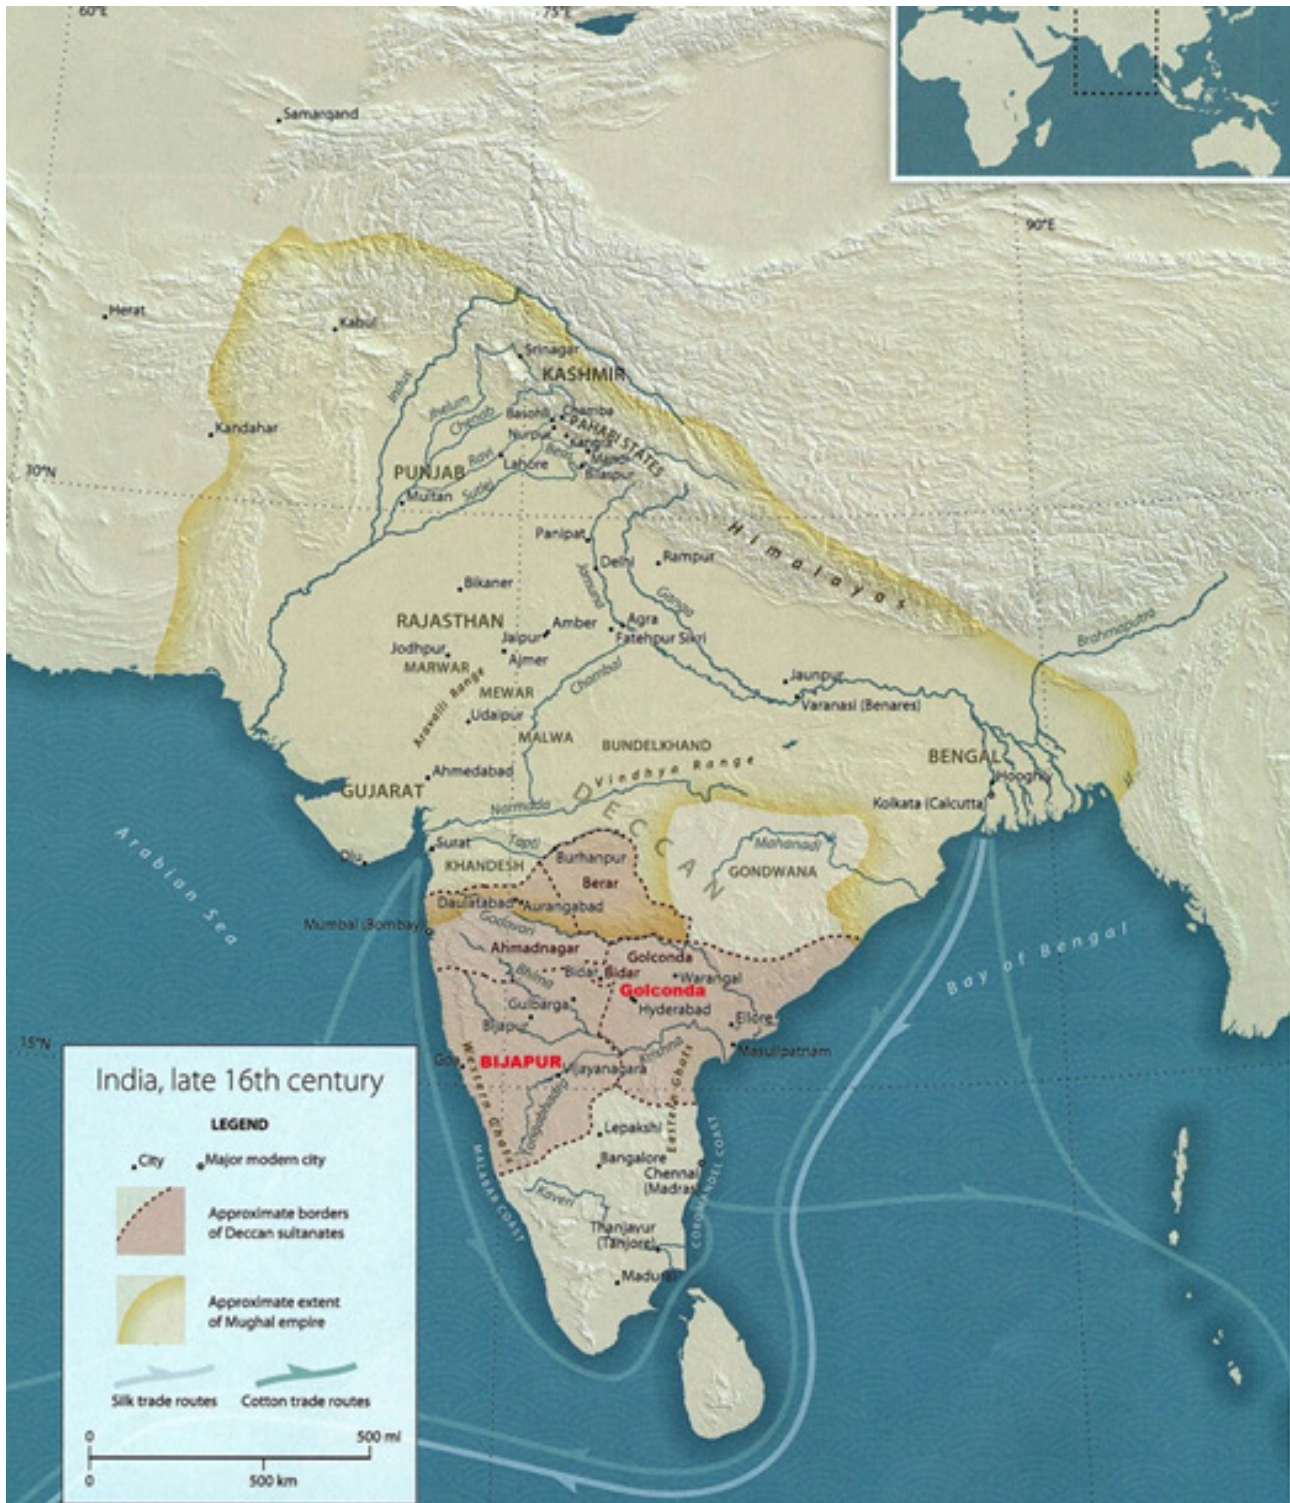 60°E
75°E
Samarqand
90°E
Herat
Kabul
Srinagar
KASHMIR
Indus
Jhelum
Chenab
Basohli
Chamba
PAHARI STATES
Nurpur
Kangra
Kandahar
Ravi
Beas
Mandi
30°N
PUNJAB
Lahore
Bilaspur
Multan
Sutlej
Panipat
Himalayas
Delhi
Rampur
Bikaner
Jamuna
Ganga
RAJASTHAN
Amber
Agra
Brahmaputra
Jaipur
Fatehpur Sikri
Jodhpur
Ajmer
MARWAR
Chambal
Jaunpur
Aravalli Range
MEWAR
Varanasi (Benares)
Udaipur
MALWA
BUNDELKHAND
BENGAL
Vindhya Range
Ahmedabad
Hooghly
GUJARAT
DECCAN
Narmada
Kolkata (Calcutta)
Arabian Sea
Surat
Tapti
Mahanadi
Diu
Burhanpur
KHANDESH
GONDWANA
Berar
Daulatabad
Aurangabad
Mumbai (Bombay)
Godavari
Bay of Bengal
Ahmadnagar
Golconda
Bhima
Bidar
Bidar
Warangal
Golconda
Gulbarga
Hyderabad
Bijapur
Ellore
15°N
Masulipatnam
Goa
BIJAPUR
Krishna
Vijayanagara
Western Ghats
Eastern Ghats
Tungabhadra
Lepakshi
Bangalore
Chennai
(Madras)
MALABAR COAST
COROMANDEL COAST
Kaveri
Thanjavur
(Tanjore)
Madurai
India, late 16th century
LEGEND
City
Major modern city
Approximate borders
of Deccan sultanates
Approximate extent
of Mughal empire
Silk trade routes
Cotton trade routes
0
500 mi
0
500 km